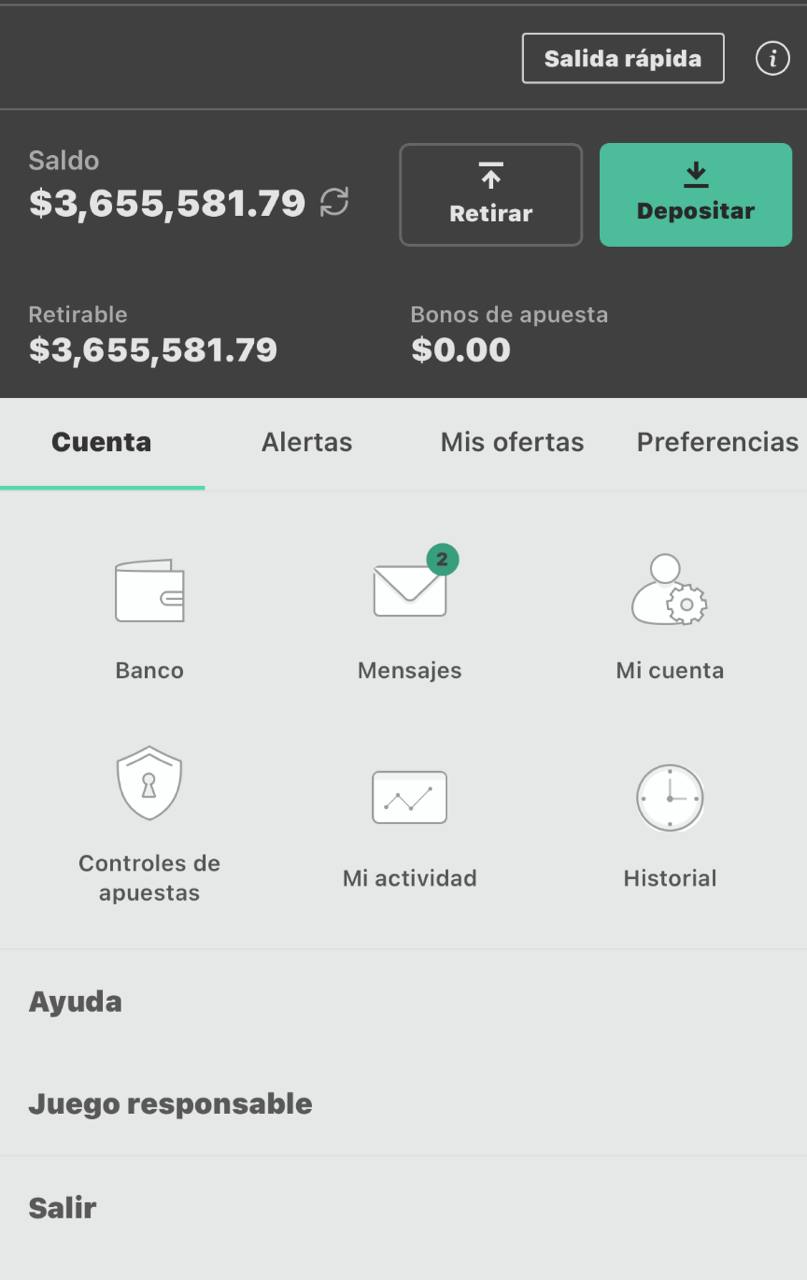 Salida rápida
i
Saldo
$3,655,581.79
Retirar
Depositar
Retirable
Bonos de apuesta
$3,655,581.79
$0.00
Cuenta
Alertas
Mis ofertas
Preferencias
2
Banco
Mensajes
Mi cuenta
Controles de
apuestas
Mi actividad
Historial
Ayuda
Juego responsable
Salir